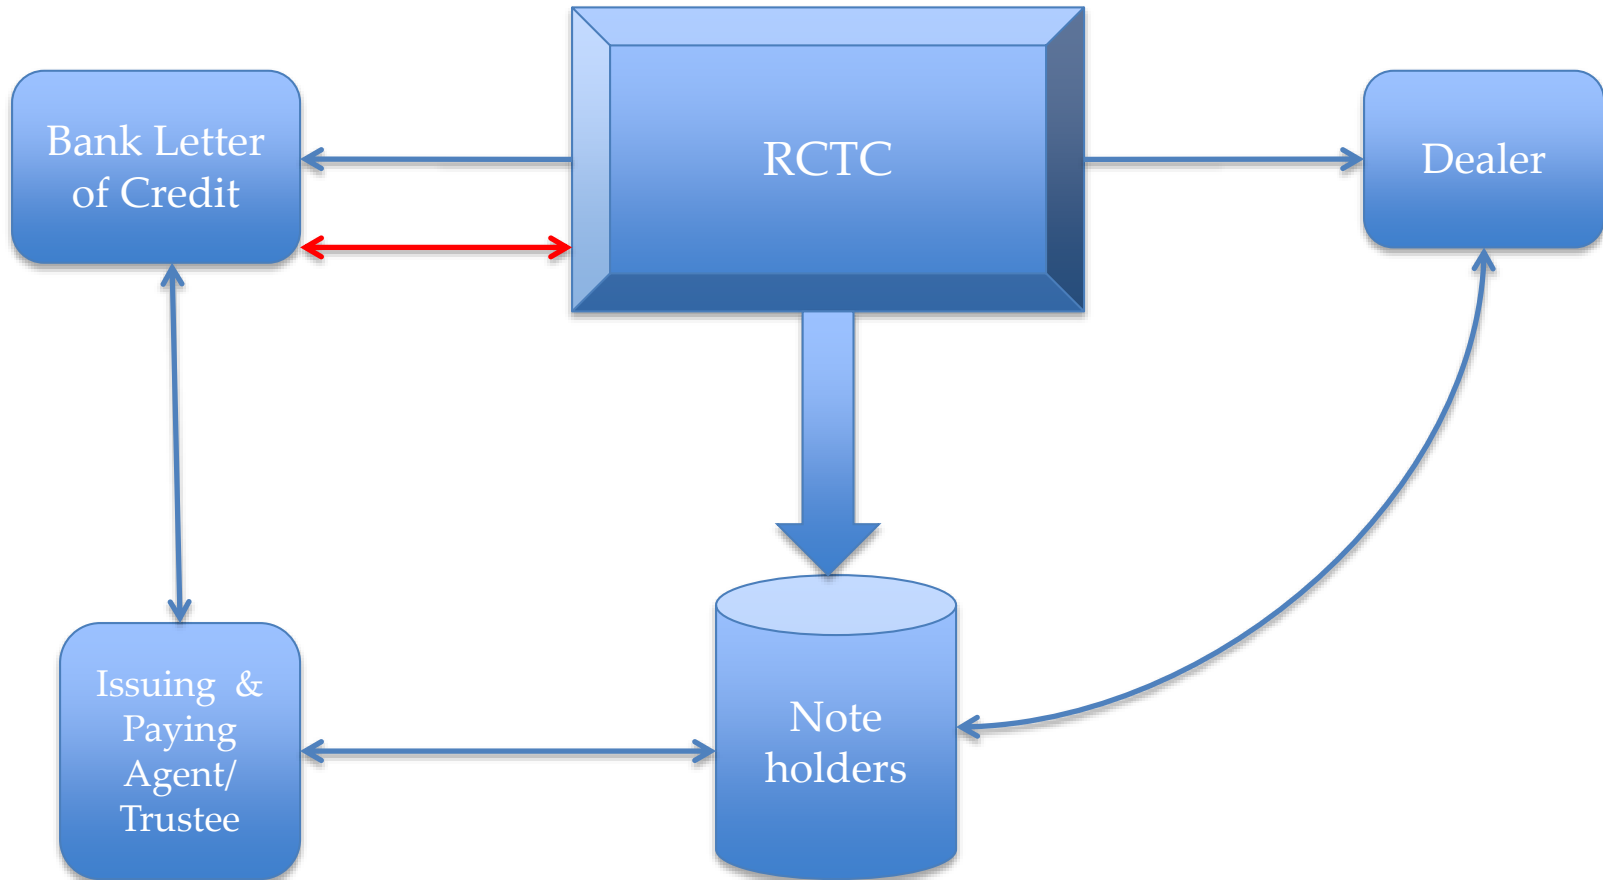 Bank Letter
of Credit
RCTC
Dealer
Issuing & 
Paying
Agent/
Trustee
Note
holders